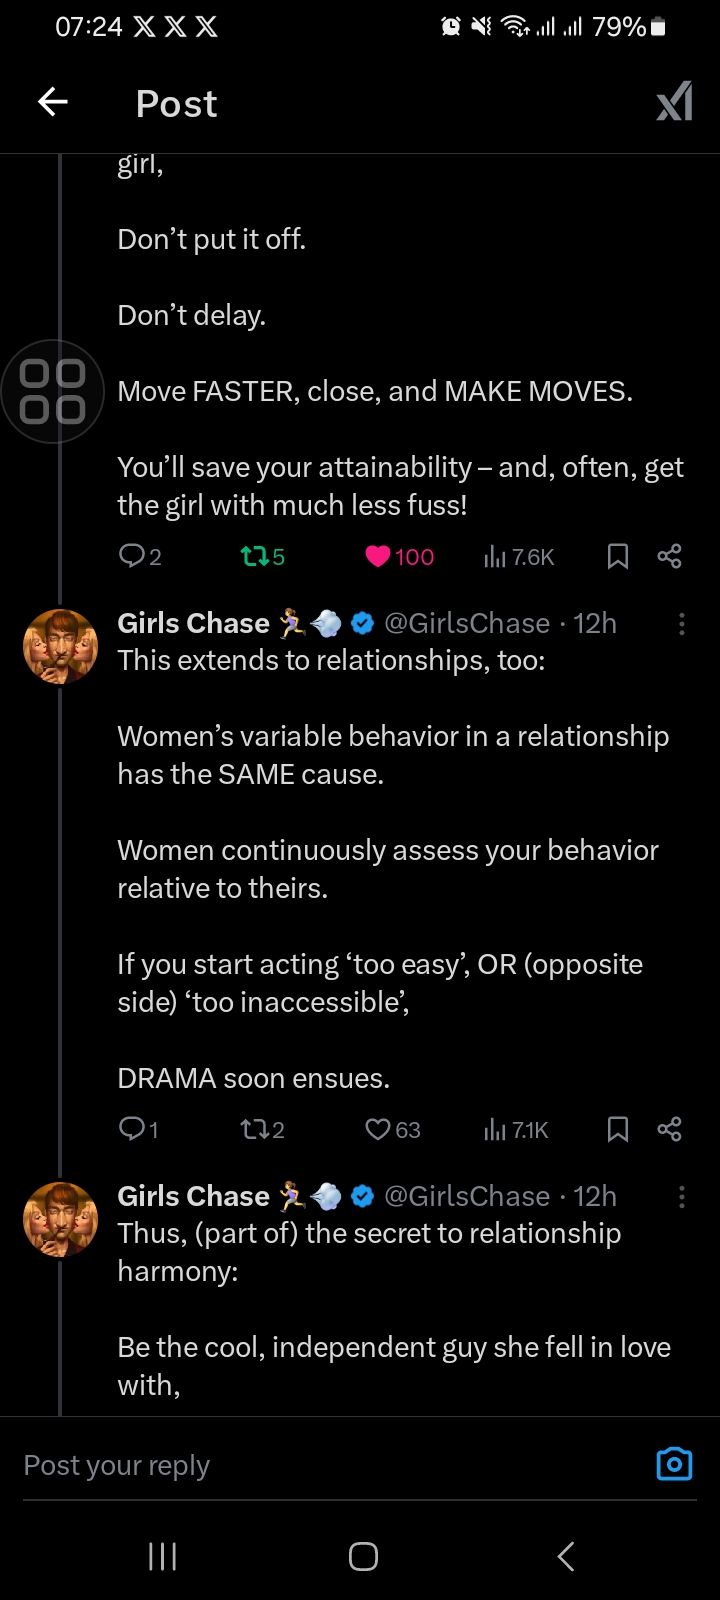 07:24 X X X 79%
Post
girl,
Don’t put it off.
Don’t delay.
Move FASTER, close, and MAKE MOVES.
You’ll save your attainability – and, often, get
the girl with much less fuss!
2 5 100 7.6K
Girls Chase 🏃‍♀️💨 @GirlsChase · 12h
This extends to relationships, too:
Women’s variable behavior in a relationship
has the SAME cause.
Women continuously assess your behavior
relative to theirs.
If you start acting ‘too easy’, OR (opposite
side) ‘too inaccessible’,
DRAMA soon ensues.
1 2 63 7.1K
Girls Chase 🏃‍♀️💨 @GirlsChase · 12h
Thus, (part of) the secret to relationship
harmony:
Be the cool, independent guy she fell in love
with,
Post your reply